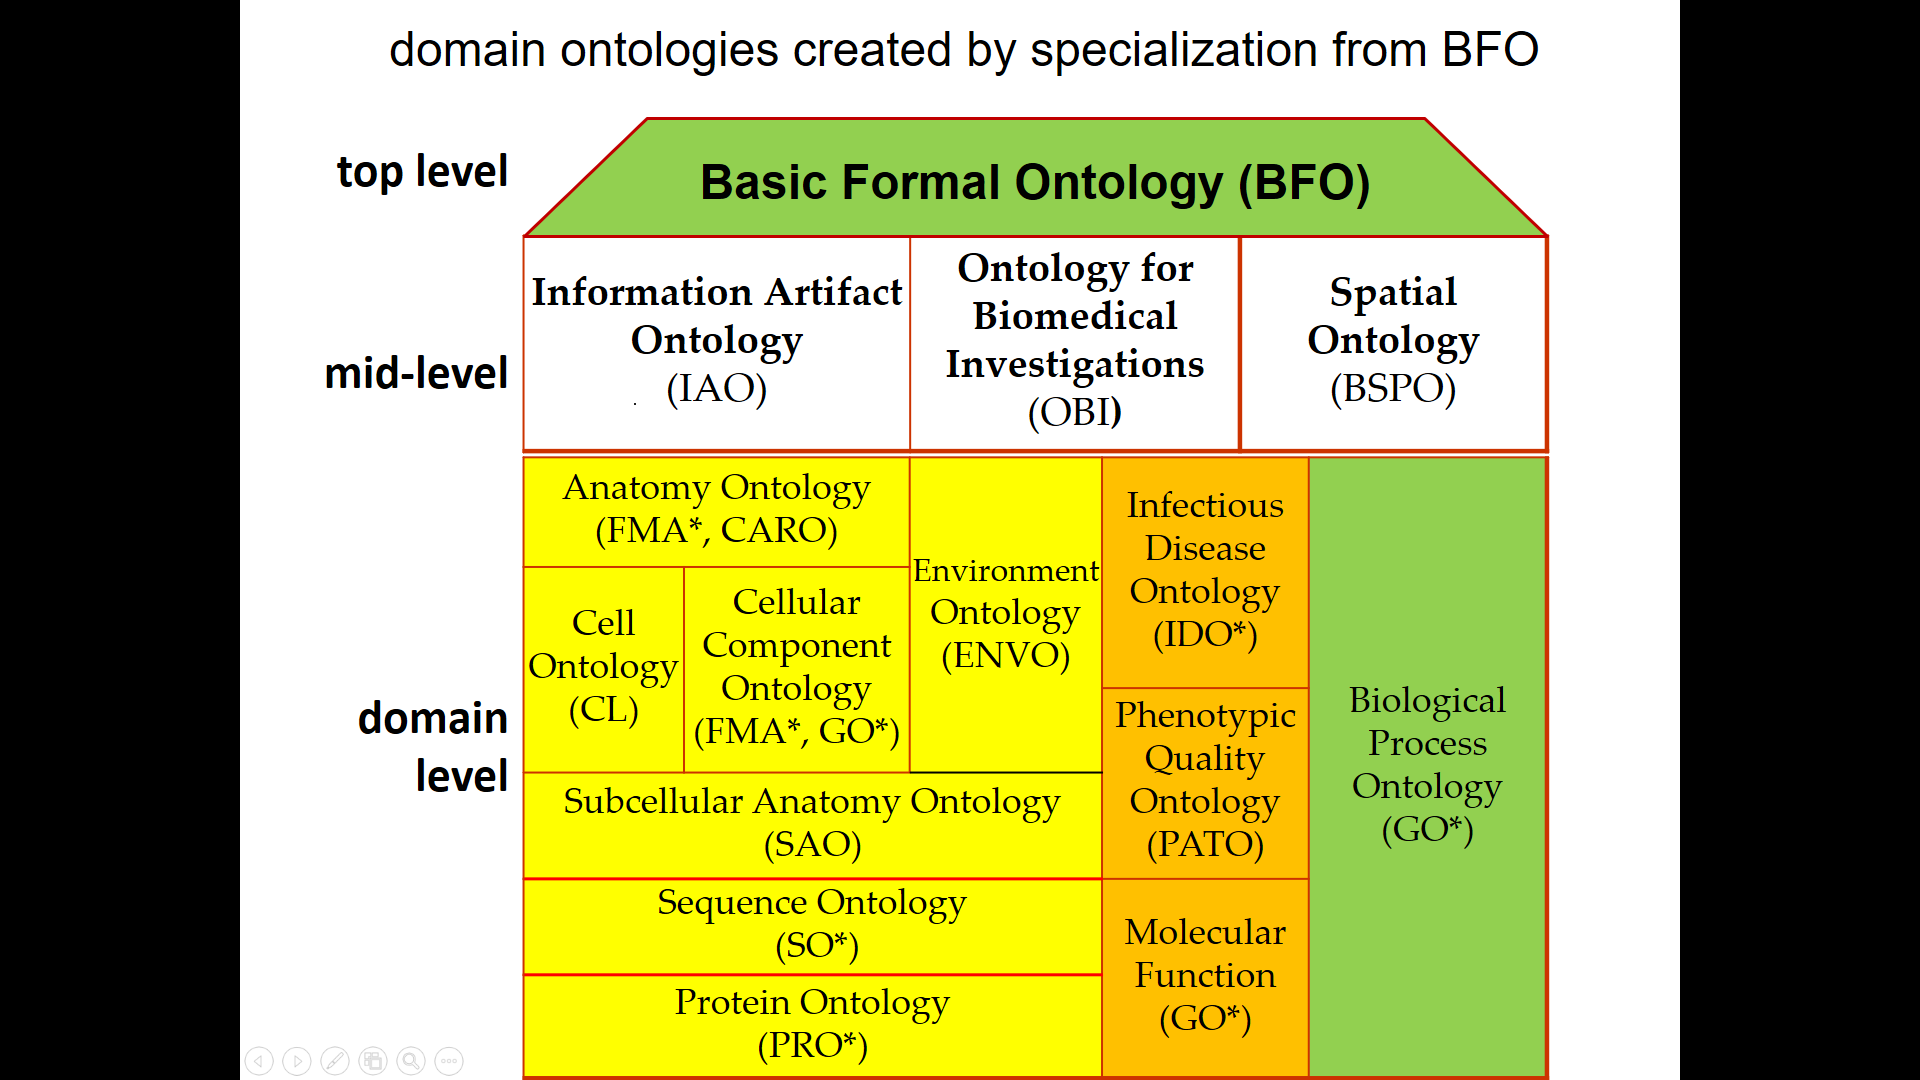 domain ontologies created by specialization from BFO
top level
Basic Formal Ontology (BFO)
mid-level
Information Artifact
Ontology
(IAO)
Ontology for
Biomedical
Investigations
(OBI)
Spatial
Ontology
(BSPO)
domain
level
Anatomy Ontology
(FMA*, CARO)
Cell
Ontology
(CL)
Cellular
Component
Ontology
(FMA*, GO*)
Environment
Ontology
(ENVO)
Subcellular Anatomy Ontology
(SAO)
Sequence Ontology
(SO*)
Protein Ontology
(PRO*)
Infectious
Disease
Ontology
(IDO*)
Phenotypic
Quality
Ontology
(PATO)
Molecular
Function
(GO*)
Biological
Process
Ontology
(GO*)